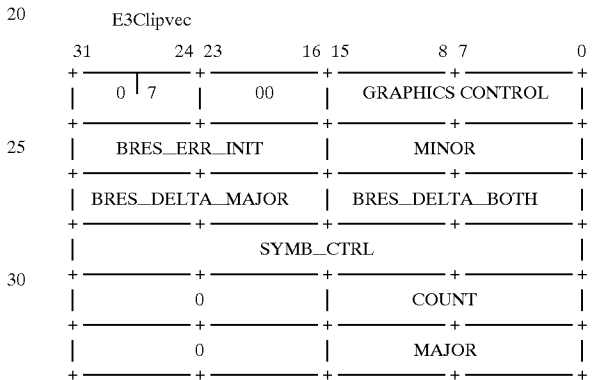 20
E3Clipvec
31 24 23 16 15 8 7 0
0 7 00 GRAPHICS CONTROL
25 BRES_ERR_INIT MINOR
BRES_DELTA_MAJOR BRES_DELTA_BOTH
SYMB_CTRL
30
0 COUNT
0 MAJOR